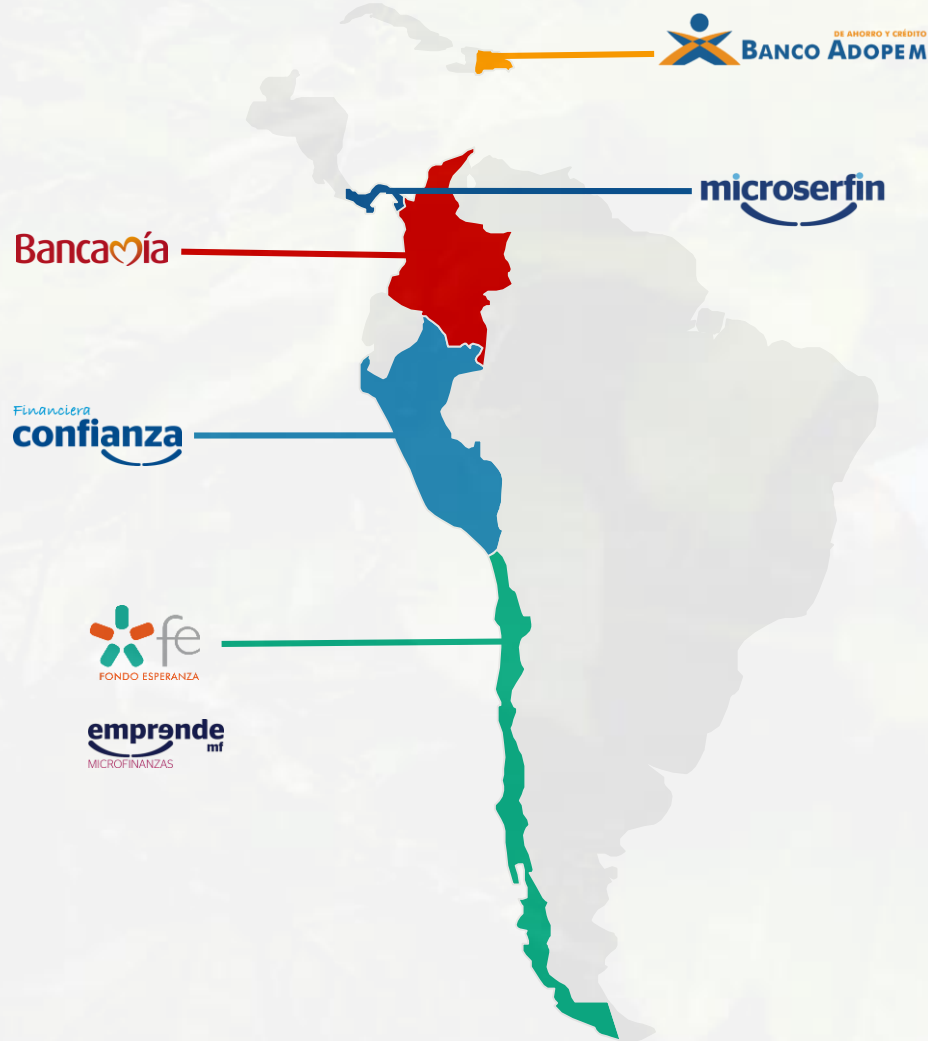 DE AHORRO Y CRÉDITO
BANCO ADOPEM
microserfin
Bancamía
Financiera
confianza
fe
FONDO ESPERANZA
emprende
mf
MICROFINANZAS